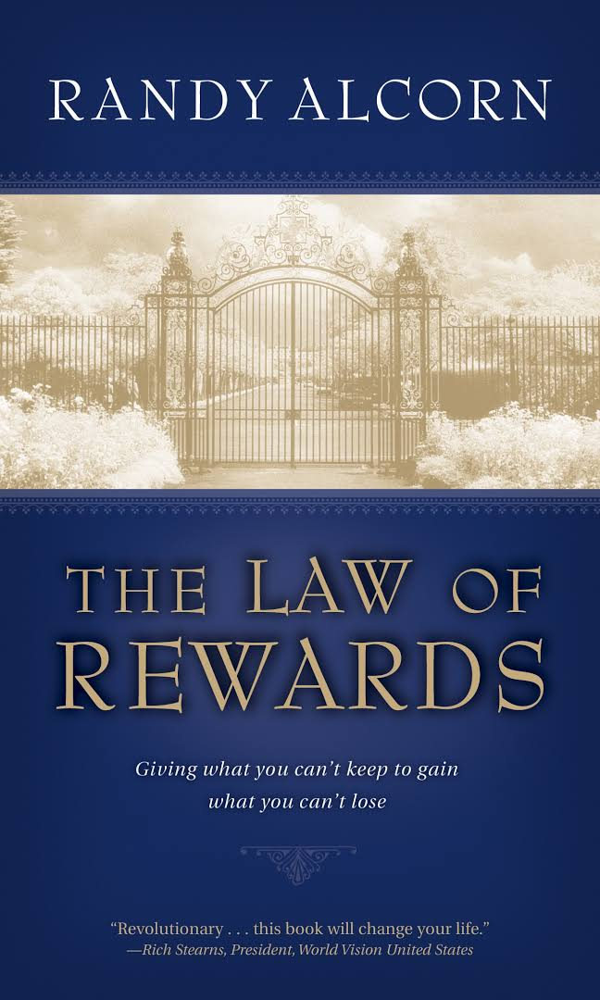 RANDY ALCORN
THE LAW OF
REWARDS
Giving what you can’t keep to gain
what you can’t lose
“Revolutionary . . . this book will change your life.”
—Rich Stearns, President, World Vision United States